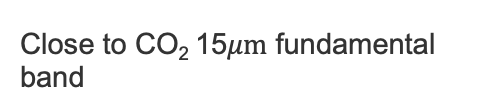 Close to CO₂ 15μm fundamental
band